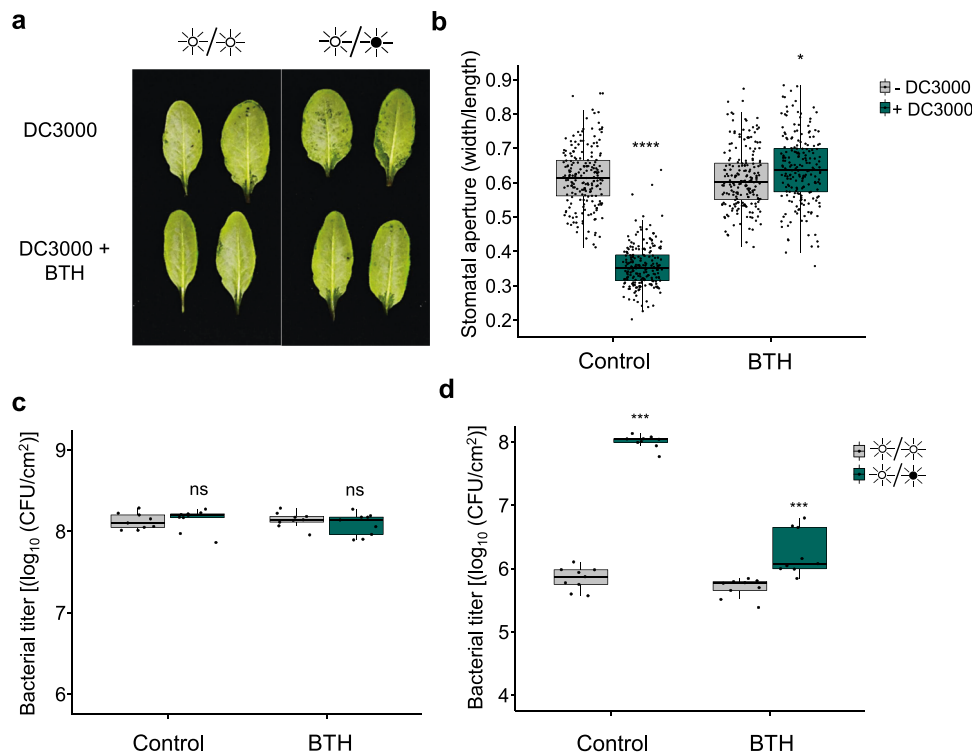 a
DC3000
DC3000 +
BTH
b
Stomatal aperture (width/length)
0.9
0.8
0.7
0.6
0.5
0.4
0.3
0.2
****
*
Control
BTH
- DC3000
+ DC3000
c
Bacterial titer [(log10 (CFU/cm2)]
9
8
7
6
ns
ns
Control
BTH
d
Bacterial titer [(log10 (CFU/cm2)]
8
7
6
5
4
***
***
Control
BTH